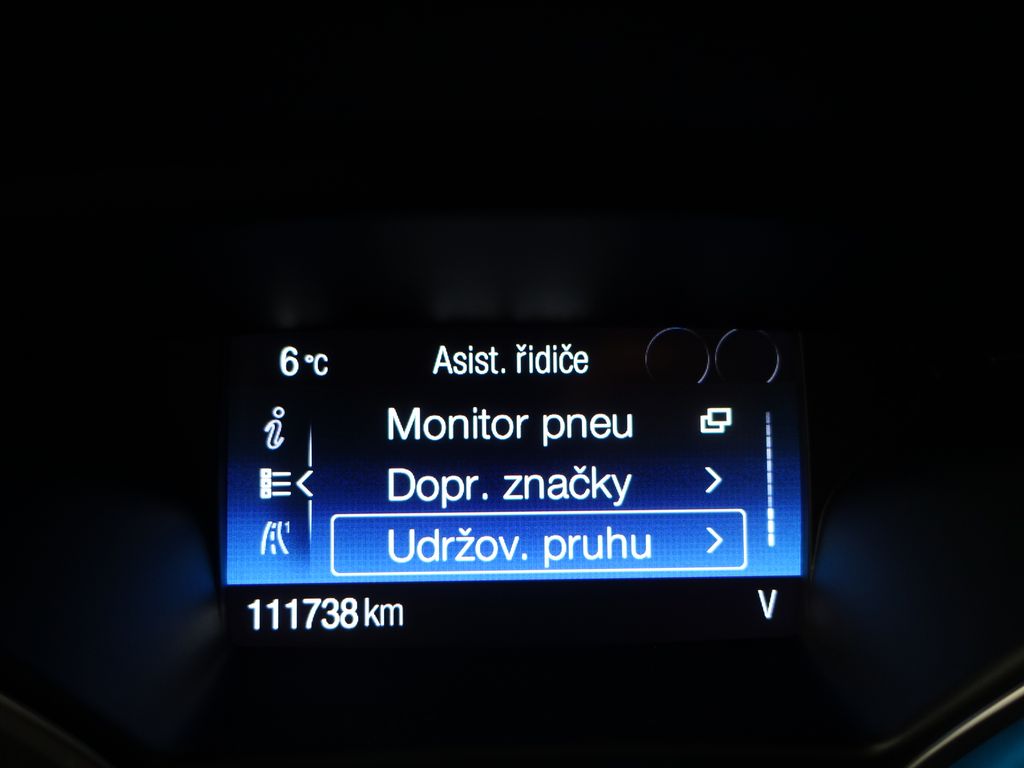 6 °C Asist. řidiče
Monitor pneu
Dopr. značky
Udržov. pruhu
111738 km V